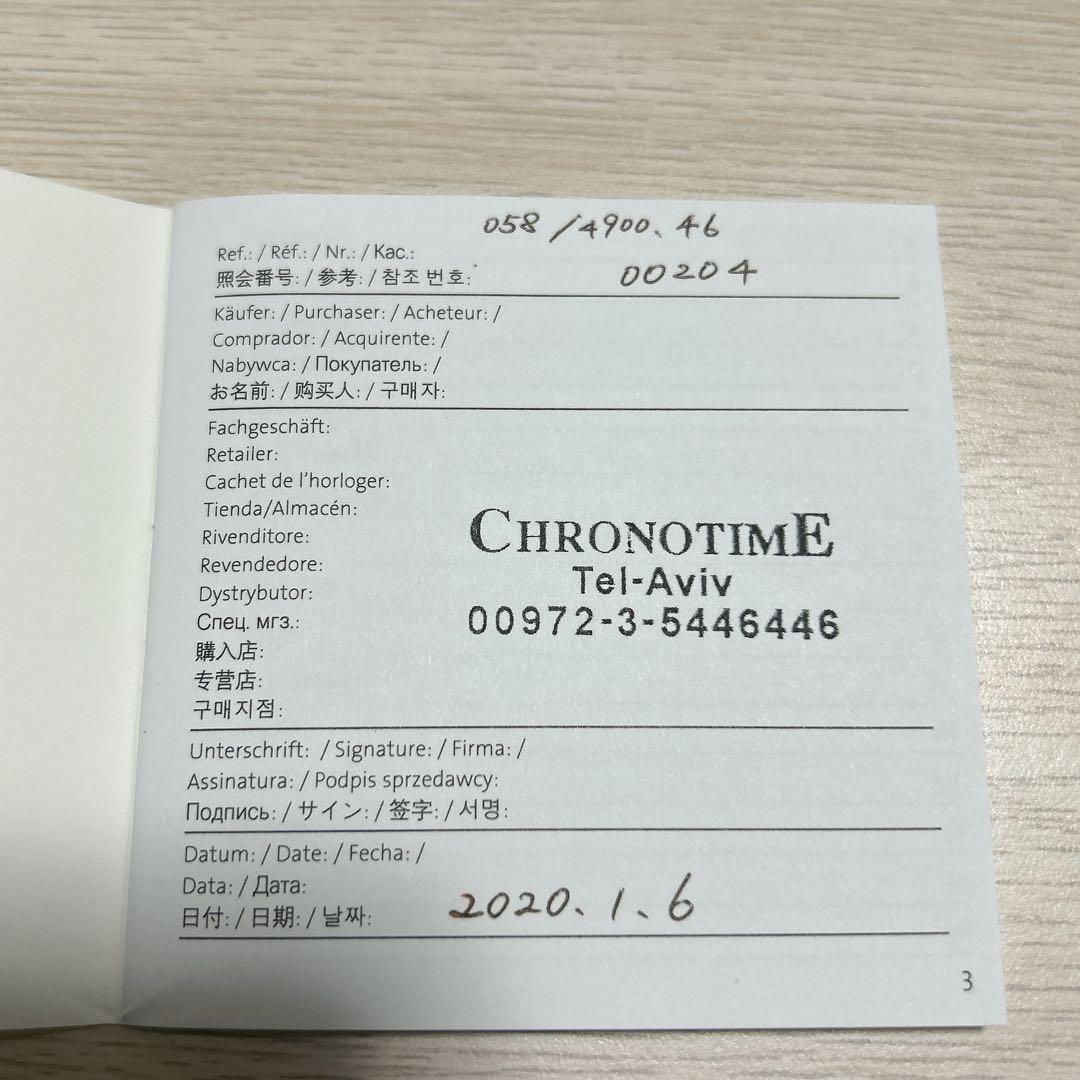 058/4900.46
Ref.: / Réf.: / Nr.: / Kac.:
照会番号: / 参考: / 참조 번호:
00204
Käufer: / Purchaser: / Acheteur: /
Comprador: / Acquirente: /
Nabywca: / Покупатель: /
お名前: / 购买人: / 구매자:
Fachgeschäft:
Retailer:
Cachet de l'horloger:
Tienda/Almacén:
Rivenditore:
Revendedore:
Dystrybutor:
Спец. мгз.:
購入店:
专营店:
구매지점:
CHRONOTIME
Tel-Aviv
00972-3-5446446
Unterschrift: / Signature: / Firma: /
Assinatura: / Podpis sprzedawcy:
Подпись: / サイン: / 签字: / 서명:
Datum: / Date: / Fecha: /
Data: / Дата:
日付: / 日期: / 날짜:
2020.1.6
3